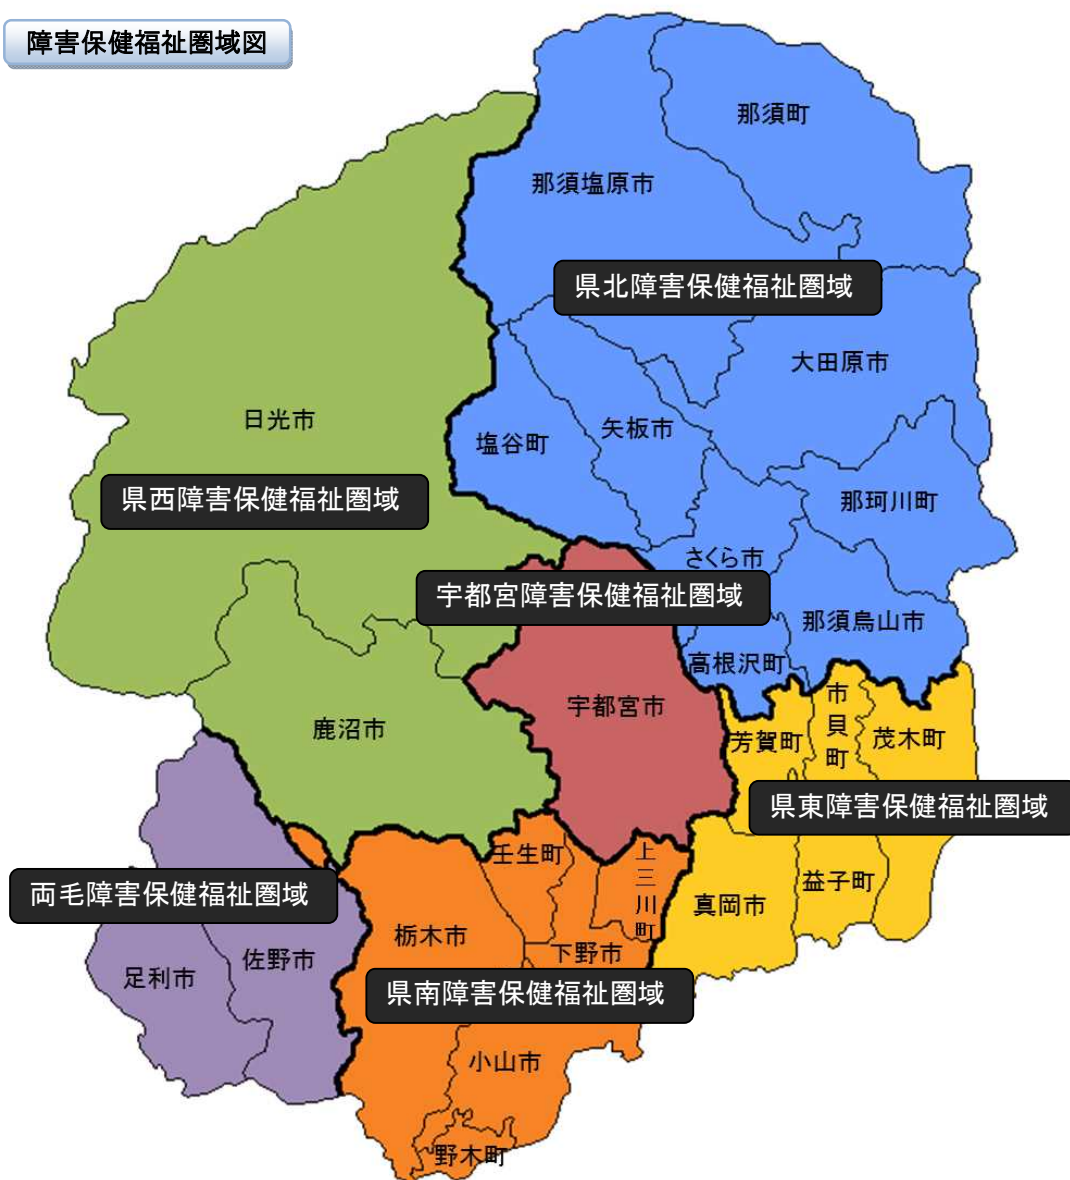 障害保健福祉圏域図
那須町
那須塩原市
県北障害保健福祉圏域
大田原市
日光市
矢板市
塩谷町
県西障害保健福祉圏域
那珂川町
さくら市
宇都宮障害保健福祉圏域
那須烏山市
高根沢町
宇都宮市
市貝町
鹿沼市
芳賀町
茂木町
県東障害保健福祉圏域
壬生町
上三川町
益子町
両毛障害保健福祉圏域
真岡市
栃木市
下野市
佐野市
足利市
県南障害保健福祉圏域
小山市
野木町